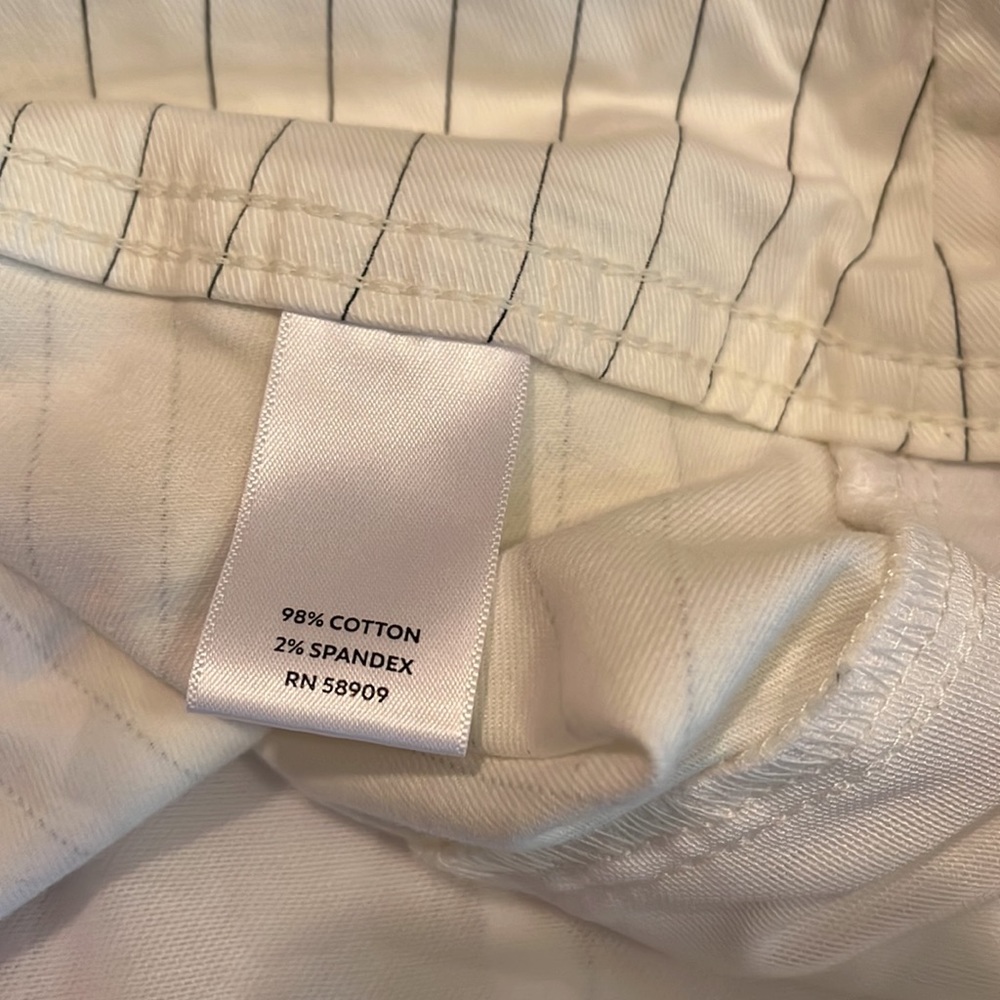 98% COTTON
2% SPANDEX
RN 58909